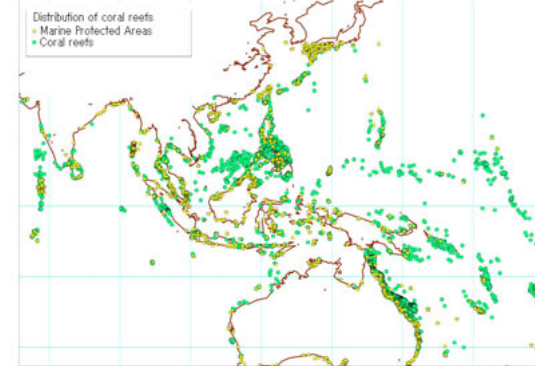 Distribution of coral reefs
Marine Protected Areas
Coral reefs